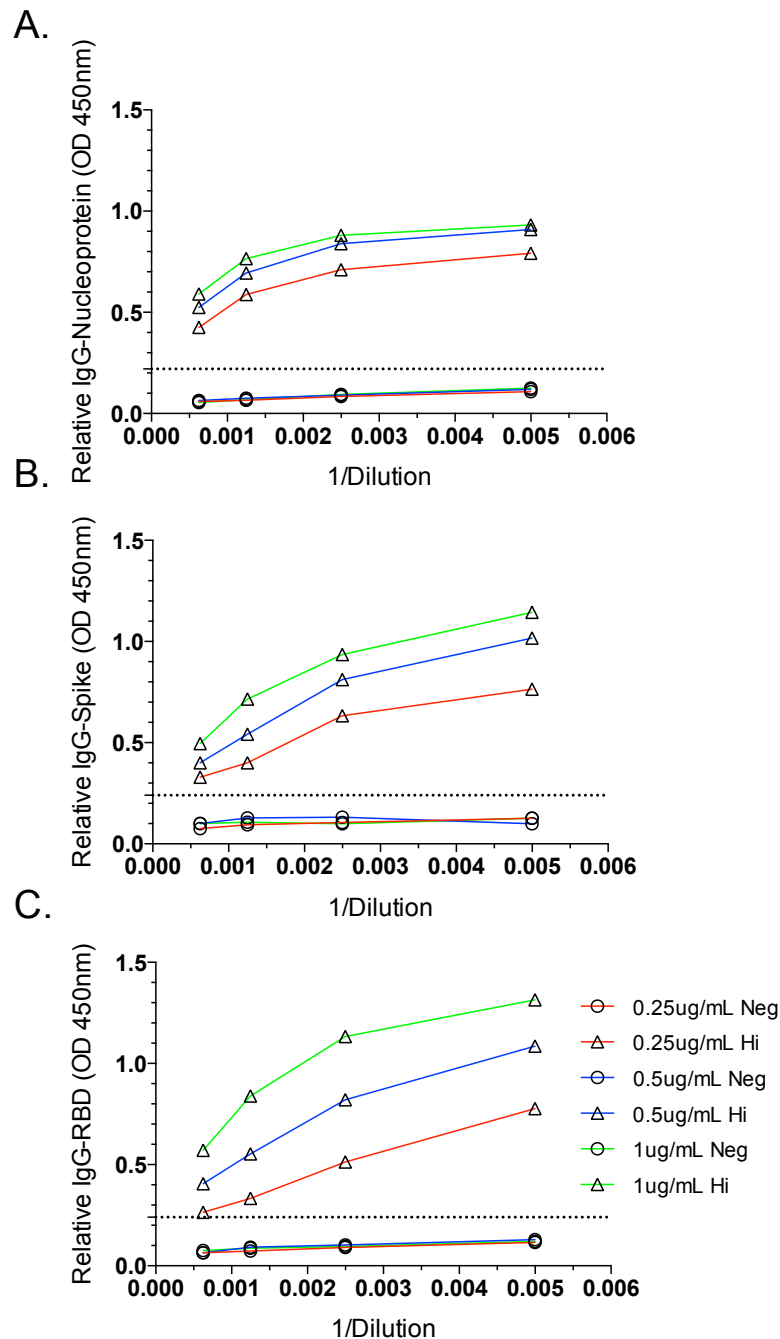 A.
Relative IgG-Nucleoprotein (OD 450nm)
1.5
1.0
0.5
0.0
0.000 0.001 0.002 0.003 0.004 0.005 0.006
1/Dilution
B.
Relative IgG-Spike (OD 450nm)
1.5
1.0
0.5
0.0
0.000 0.001 0.002 0.003 0.004 0.005 0.006
1/Dilution
C.
Relative IgG-RBD (OD 450nm)
1.5
1.0
0.5
0.0
0.000 0.001 0.002 0.003 0.004 0.005 0.006
1/Dilution
0.25ug/mL Neg
0.25ug/mL Hi
0.5ug/mL Neg
0.5ug/mL Hi
1ug/mL Neg
1ug/mL Hi